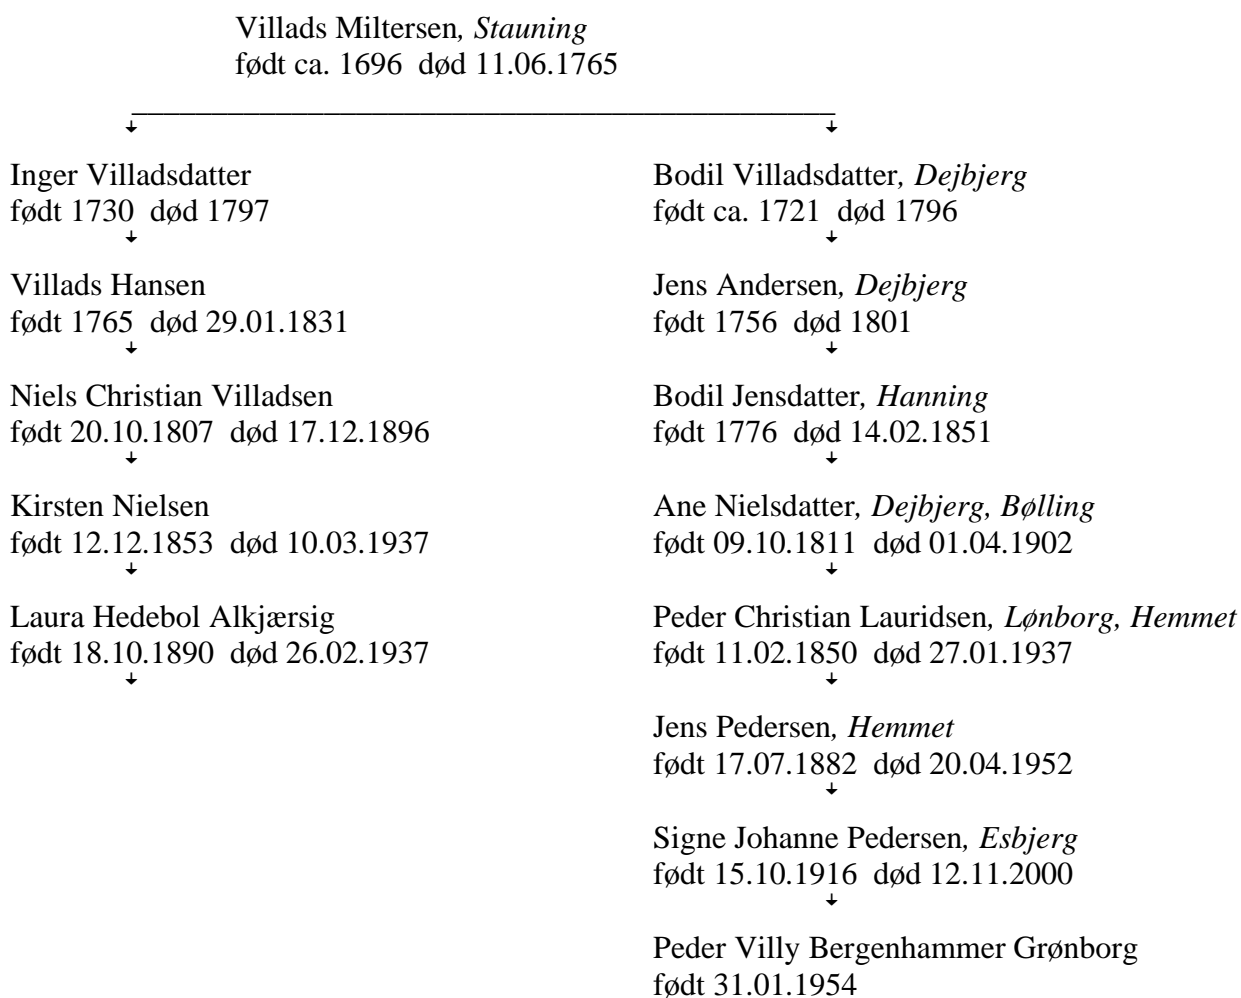 Villads Miltersen, Stauning
født ca. 1696 død 11.06.1765
Inger Villadsdatter
født 1730 død 1797
Villads Hansen
født 1765 død 29.01.1831
Niels Christian Villadsen
født 20.10.1807 død 17.12.1896
Kirsten Nielsen
født 12.12.1853 død 10.03.1937
Laura Hedebol Alkjærsig
født 18.10.1890 død 26.02.1937
Bodil Villadsdatter, Dejbjerg
født ca. 1721 død 1796
Jens Andersen, Dejbjerg
født 1756 død 1801
Bodil Jensdatter, Hanning
født 1776 død 14.02.1851
Ane Nielsdatter, Dejbjerg, Bølling
født 09.10.1811 død 01.04.1902
Peder Christian Lauridsen, Lønborg, Hemmet
født 11.02.1850 død 27.01.1937
Jens Pedersen, Hemmet
født 17.07.1882 død 20.04.1952
Signe Johanne Pedersen, Esbjerg
født 15.10.1916 død 12.11.2000
Peder Villy Bergenhammer Grønborg
født 31.01.1954